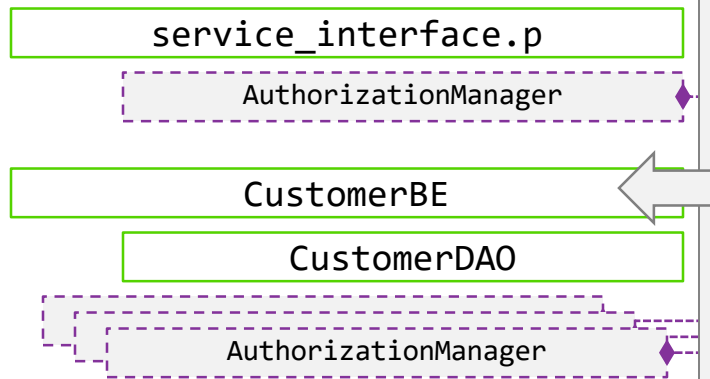 service_interface.p
AuthorizationManager
CustomerBE
CustomerDAO
AuthorizationManager